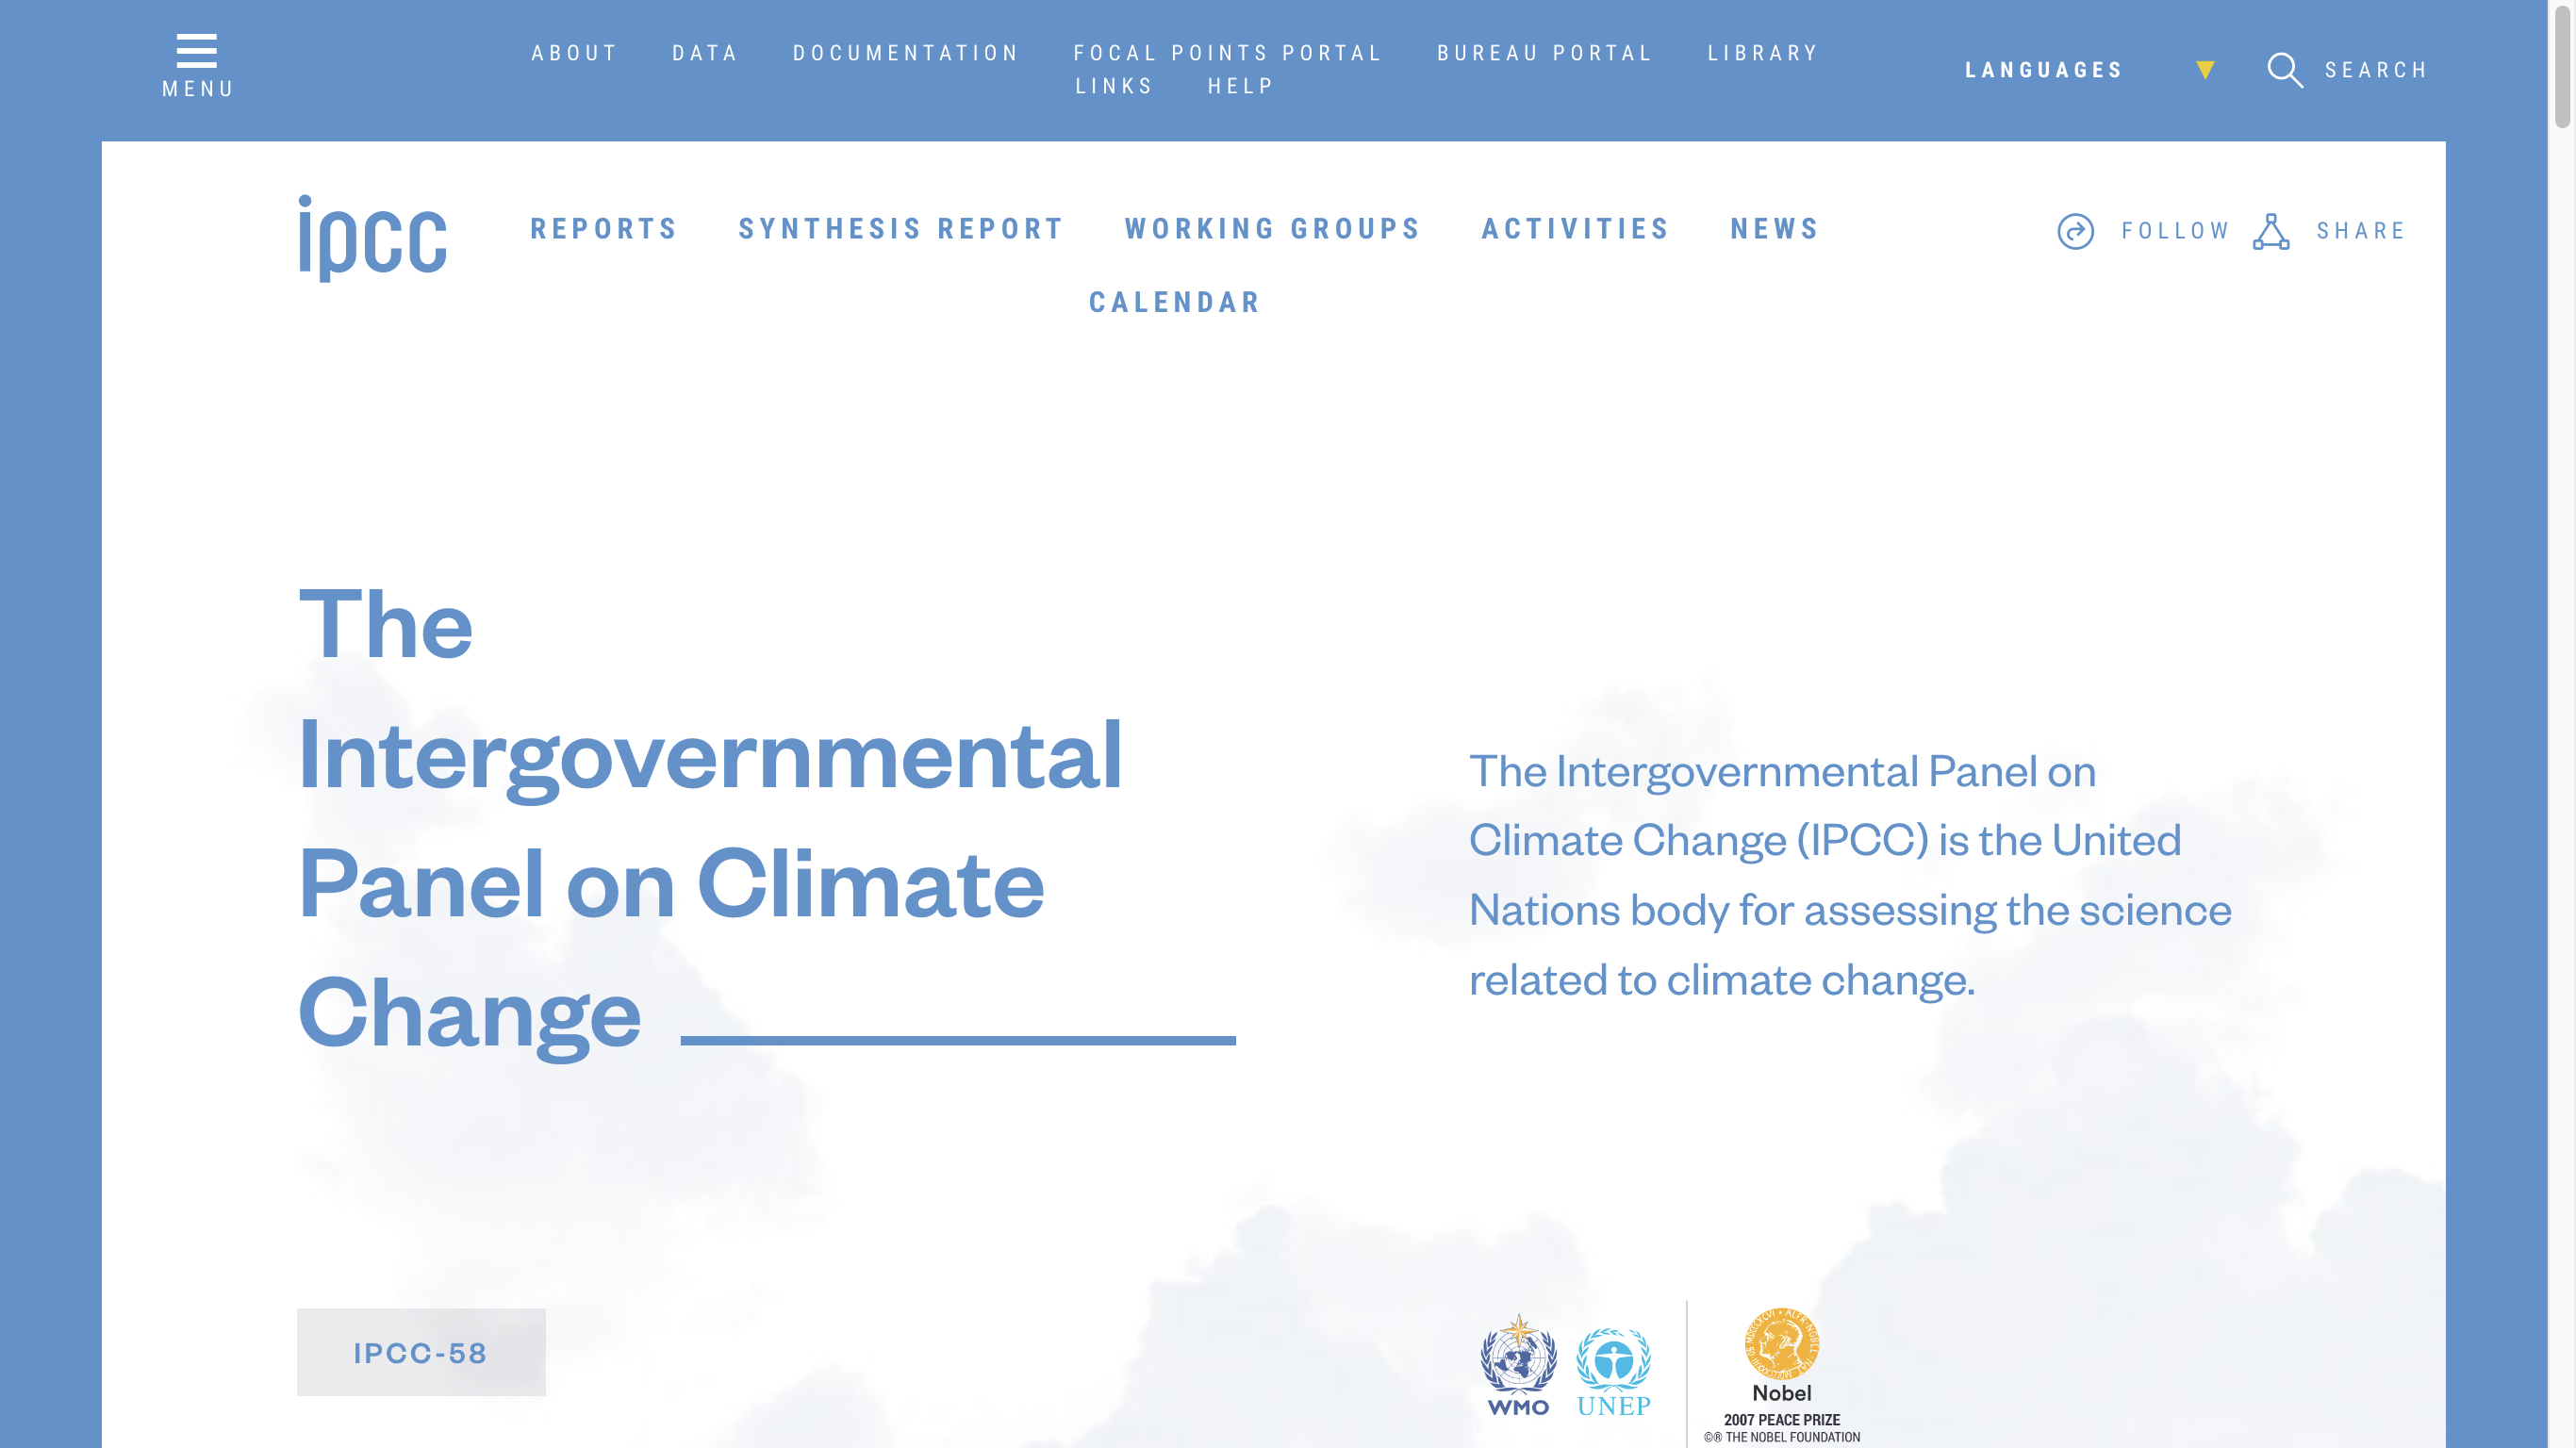 MENU
ABOUT DATA DOCUMENTATION FOCAL POINTS PORTAL BUREAU PORTAL LIBRARY
LINKS HELP
LANGUAGES
SEARCH
ipcc
REPORTS SYNTHESIS REPORT WORKING GROUPS ACTIVITIES NEWS
CALENDAR
FOLLOW
SHARE
The
Intergovernmental
Panel on Climate
Change
The Intergovernmental Panel on
Climate Change (IPCC) is the United
Nations body for assessing the science
related to climate change.
IPCC-58
WMO
UNEP
Nobel
2007 PEACE PRIZE
©® THE NOBEL FOUNDATION